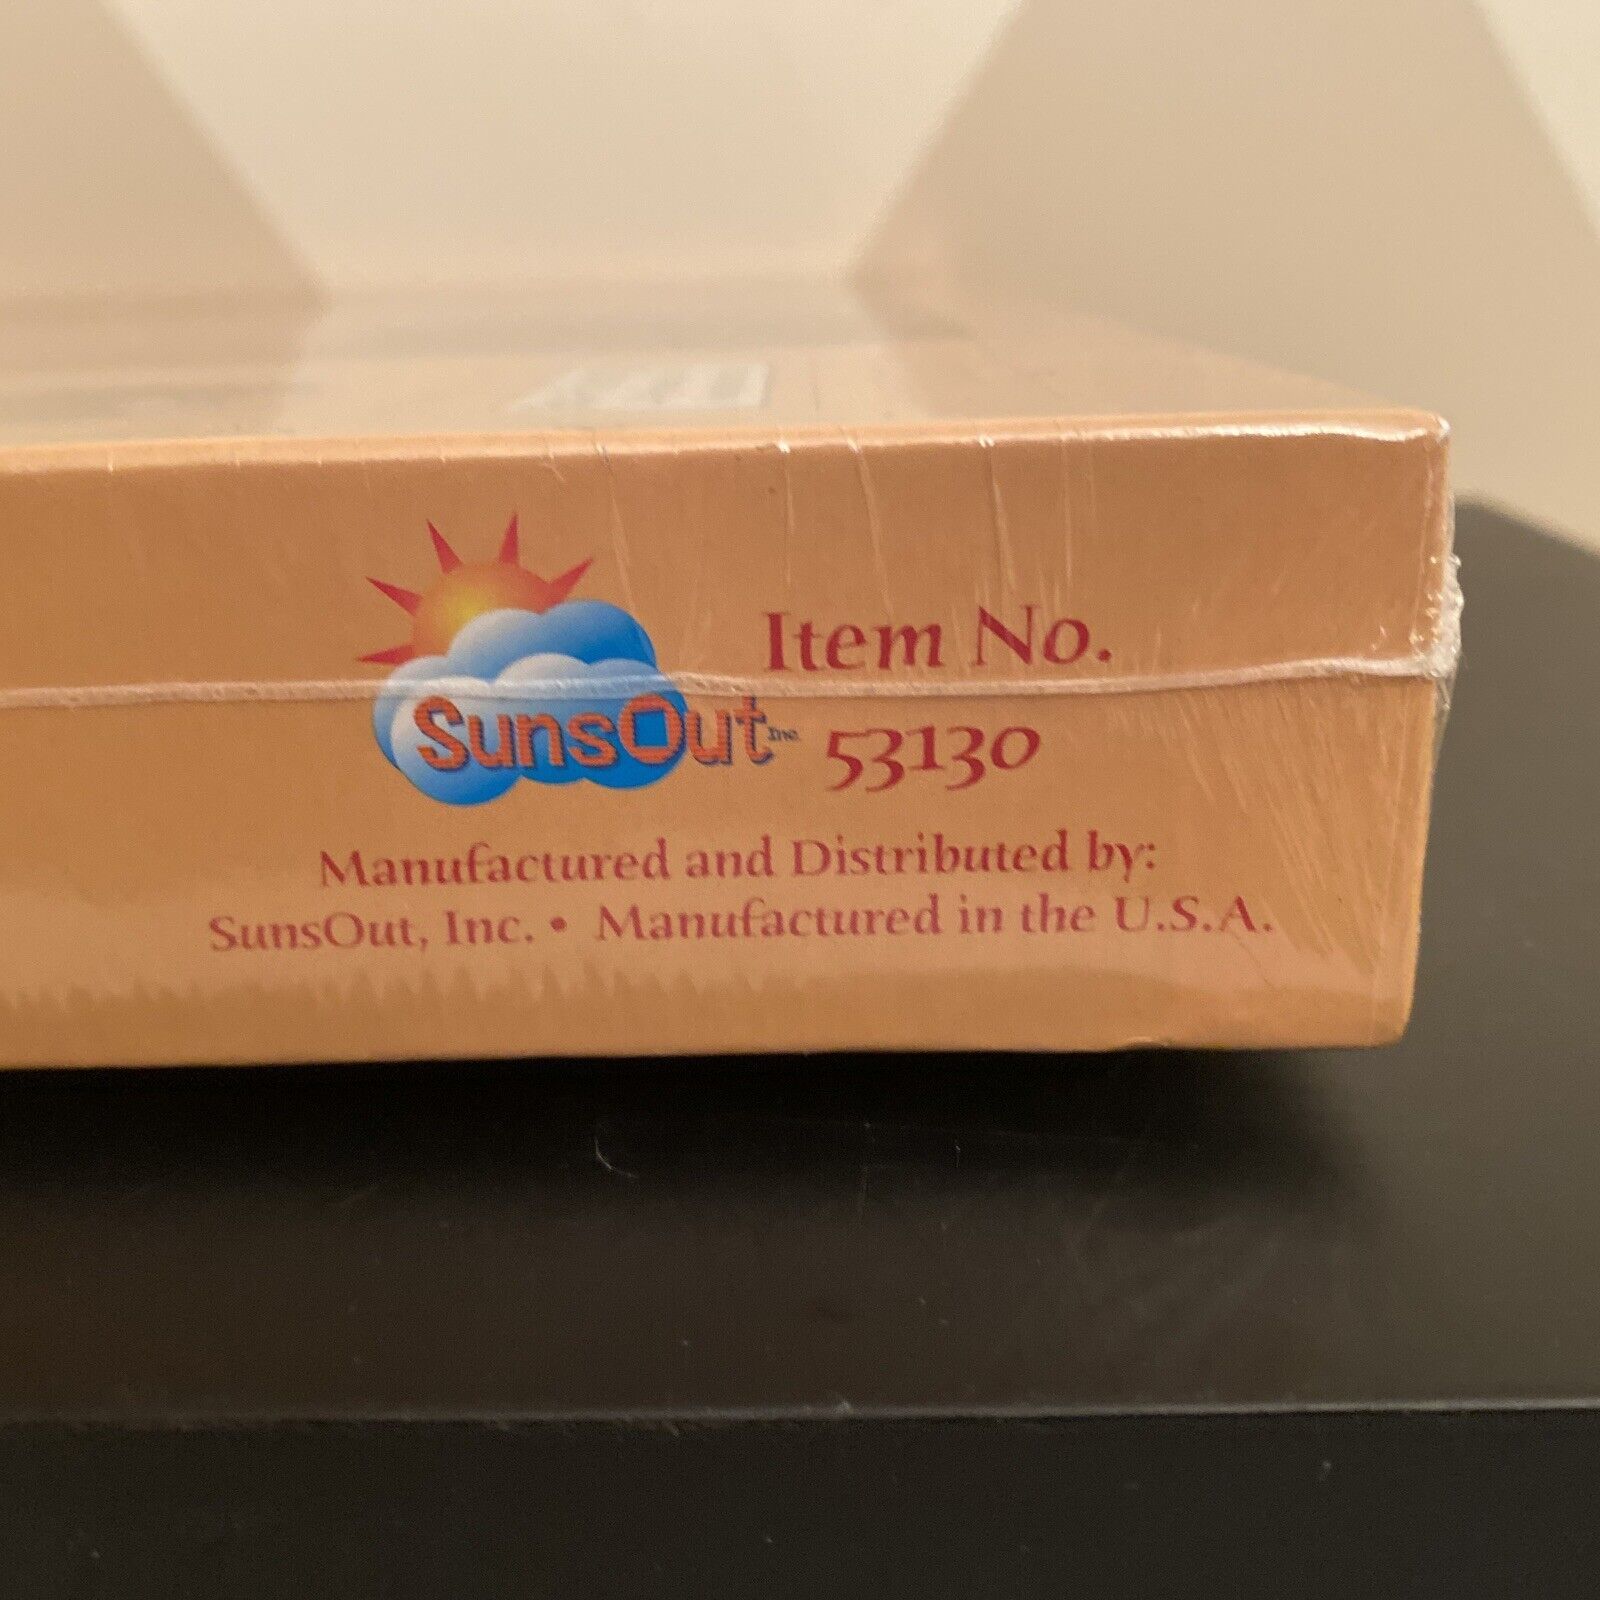 Item No.
SunsOut Inc.
53130
Manufactured and Distributed by:
SunsOut, Inc. • Manufactured in the U.S.A.